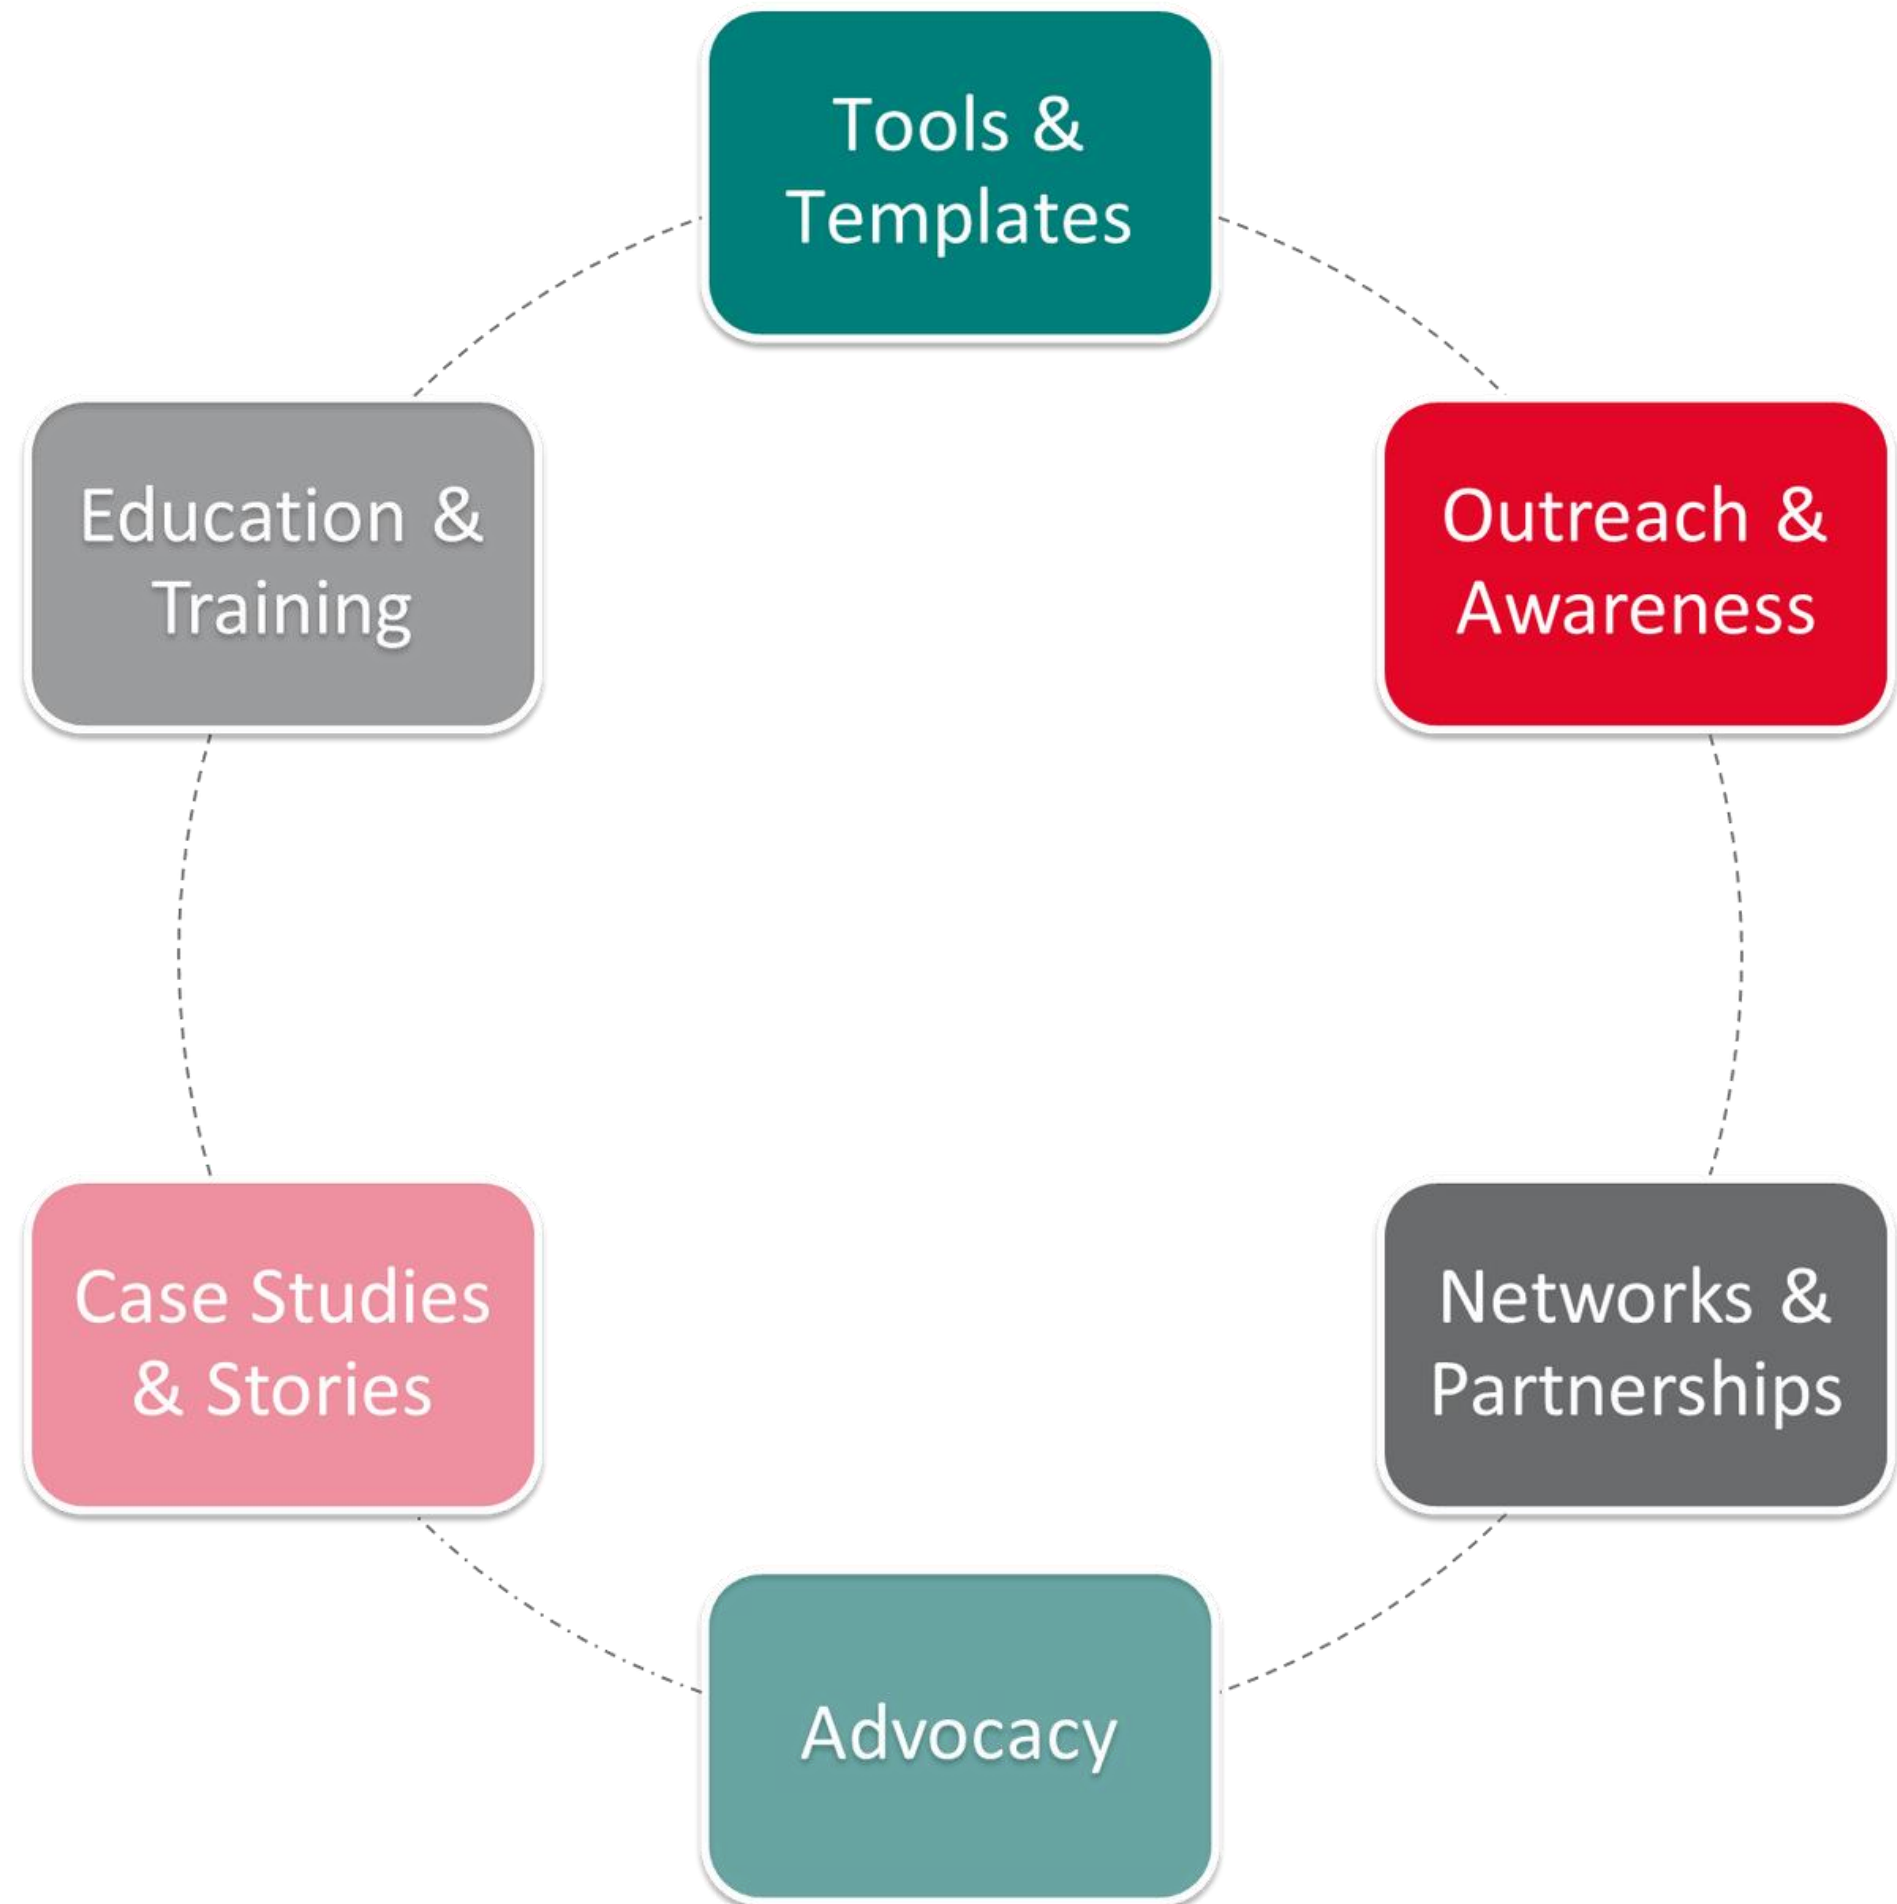 Tools &
Templates
Outreach &
Awareness
Networks &
Partnerships
Advocacy
Case Studies
& Stories
Education &
Training